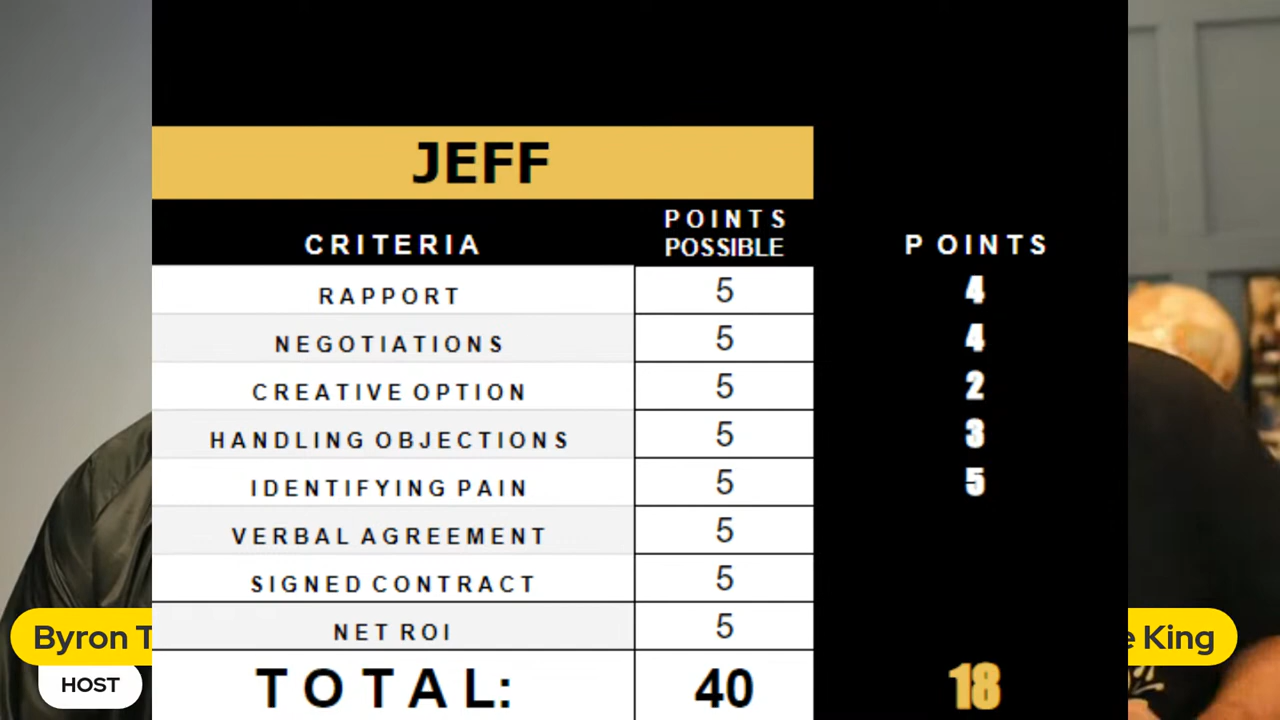 JEFF
CRITERIA
POINTS
POSSIBLE
POINTS
RAPPORT 5 4
NEGOTIATIONS 5 4
CREATIVE OPTION 5 2
HANDLING OBJECTIONS 5 3
IDENTIFYING PAIN 5 5
VERBAL AGREEMENT 5
SIGNED CONTRACT 5
NET ROI 5
TOTAL: 40 18
Byron T
HOST
e King